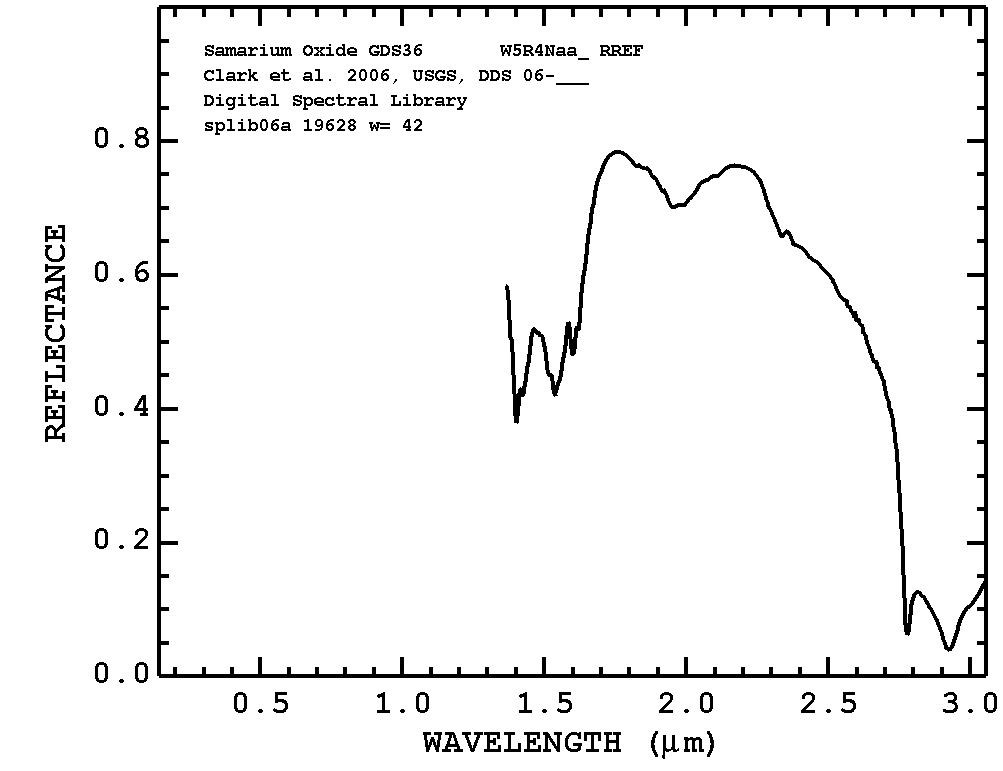 Samarium Oxide GDS36 W5R4Naa_ RREF
Clark et al. 2006, USGS, DDS 06-___
Digital Spectral Library
splib06a 19628 w= 42
0.8
0.6
0.4
0.2
0.0
REFLECTANCE
0.5 1.0 1.5 2.0 2.5 3.0
WAVELENGTH (μm)